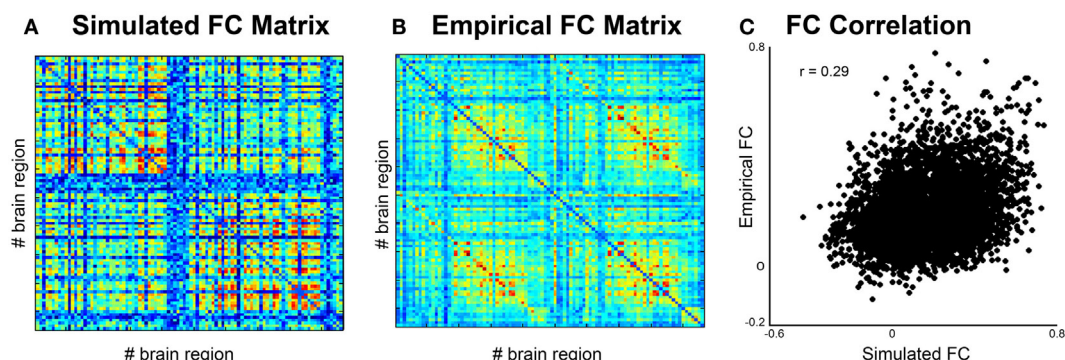 A Simulated FC Matrix
# brain region
# brain region
B Empirical FC Matrix
# brain region
# brain region
C FC Correlation
0.8
r = 0.29
Empirical FC
0
-0.2
-0.6 0 0.8
Simulated FC